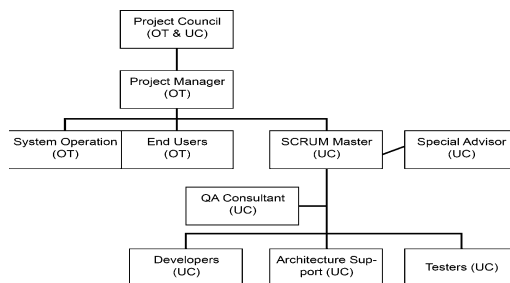 Project Council
(OT & UC)
Project Manager
(OT)
System Operation
(OT)
End Users
(OT)
SCRUM Master
(UC)
Special Advisor
(UC)
QA Consultant
(UC)
Developers
(UC)
Architecture Sup-
port (UC)
Testers (UC)